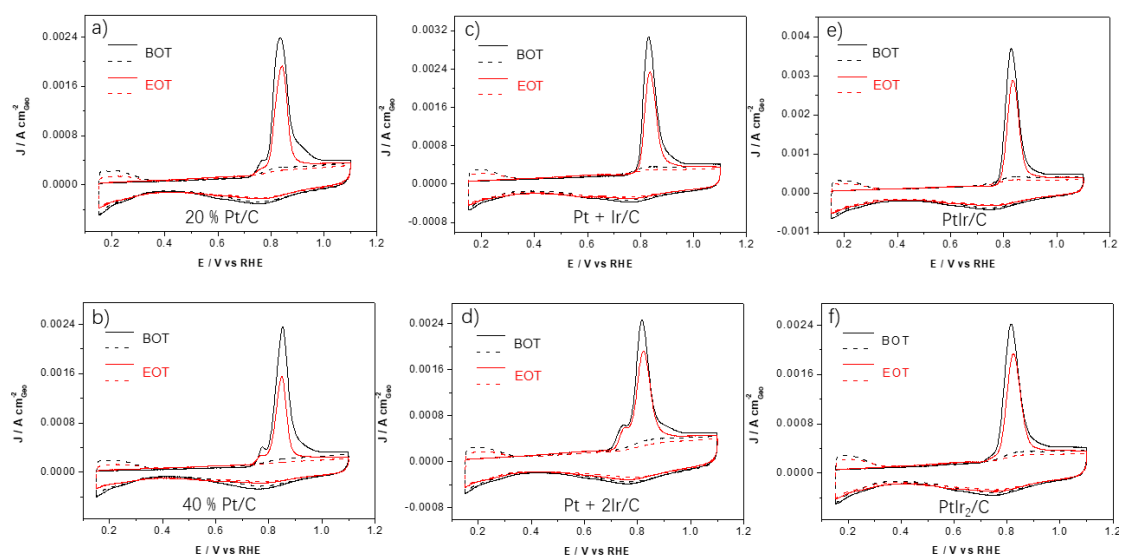 a)
BOT
EOT
0.0024
0.0016
0.0008
0.0000
J / A cm⁻²Geo
20 % Pt/C
0.2 0.4 0.6 0.8 1.0 1.2
E / V vs RHE
c)
BOT
EOT
0.0032
0.0024
0.0016
0.0008
0.0000
-0.0008
J / A cm⁻²Geo
Pt + Ir/C
0.2 0.4 0.6 0.8 1.0 1.2
E / V vs RHE
e)
BOT
EOT
0.004
0.003
0.002
0.001
0.000
-0.001
J / A cm⁻²Geo
PtIr/C
0.2 0.4 0.6 0.8 1.0 1.2
E / V vs RHE
b)
BOT
EOT
0.0024
0.0016
0.0008
0.0000
J / A cm⁻²Geo
40 % Pt/C
0.2 0.4 0.6 0.8 1.0 1.2
E / V vs RHE
d)
BOT
EOT
0.0024
0.0016
0.0008
0.0000
-0.0008
J / A cm⁻²Geo
Pt + 2Ir/C
0.2 0.4 0.6 0.8 1.0 1.2
E / V vs RHE
f)
BOT
EOT
0.0024
0.0016
0.0008
0.0000
J / A cm⁻²Geo
PtIr₂/C
0.2 0.4 0.6 0.8 1.0 1.2
E / V vs RHE